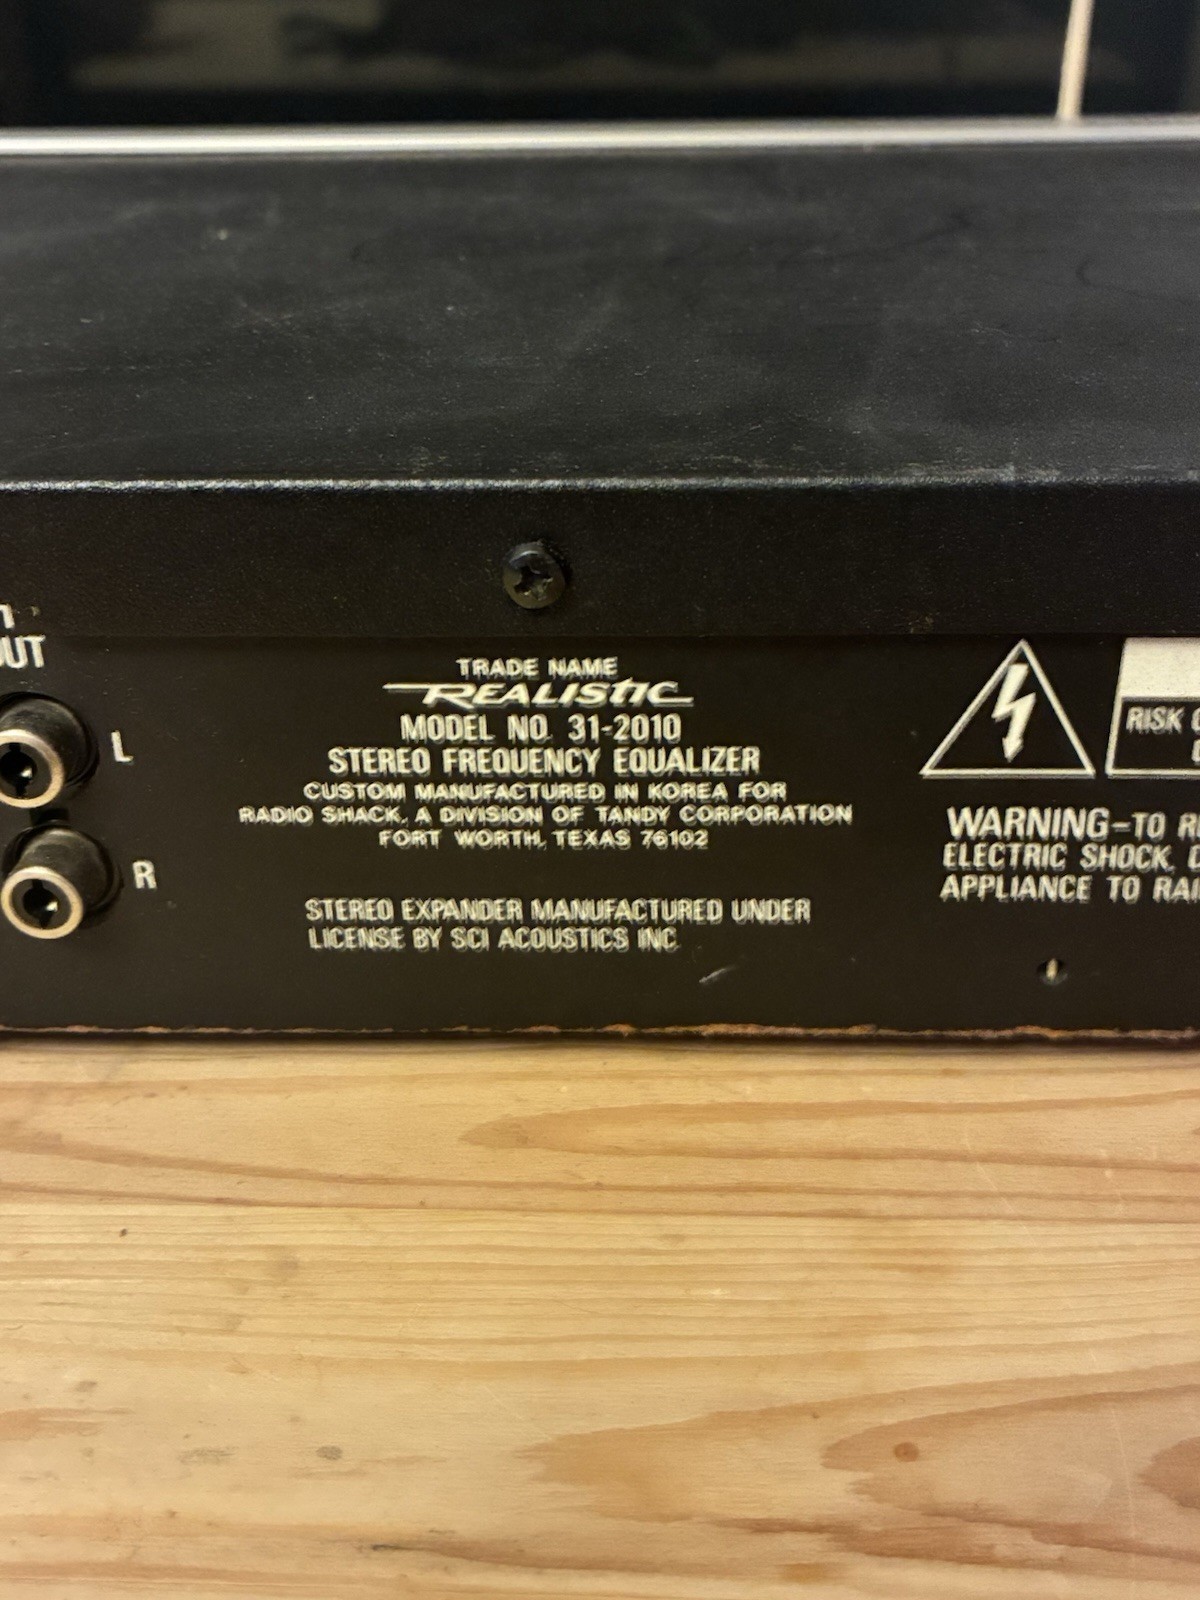 OUT
L
R
TRADE NAME
REALISTIC
MODEL NO. 31-2010
STEREO FREQUENCY EQUALIZER
CUSTOM MANUFACTURED IN KOREA FOR
RADIO SHACK, A DIVISION OF TANDY CORPORATION
FORT WORTH, TEXAS 76102
STEREO EXPANDER MANUFACTURED UNDER
LICENSE BY SCI ACOUSTICS INC.
RISK
WARNING-TO
ELECTRIC SHOCK,
APPLIANCE TO